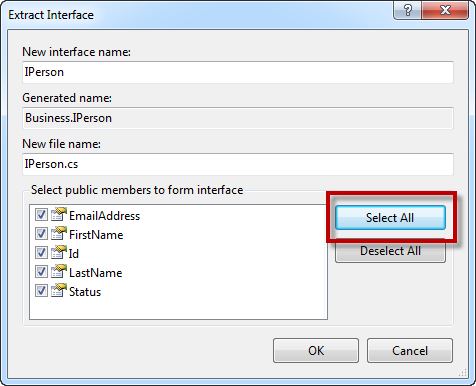 Extract Interface
New interface name:
IPerson
Generated name:
Business.IPerson
New file name:
IPerson.cs
Select public members to form interface
EmailAddress
FirstName
Id
LastName
Status
Select All
Deselect All
OK
Cancel